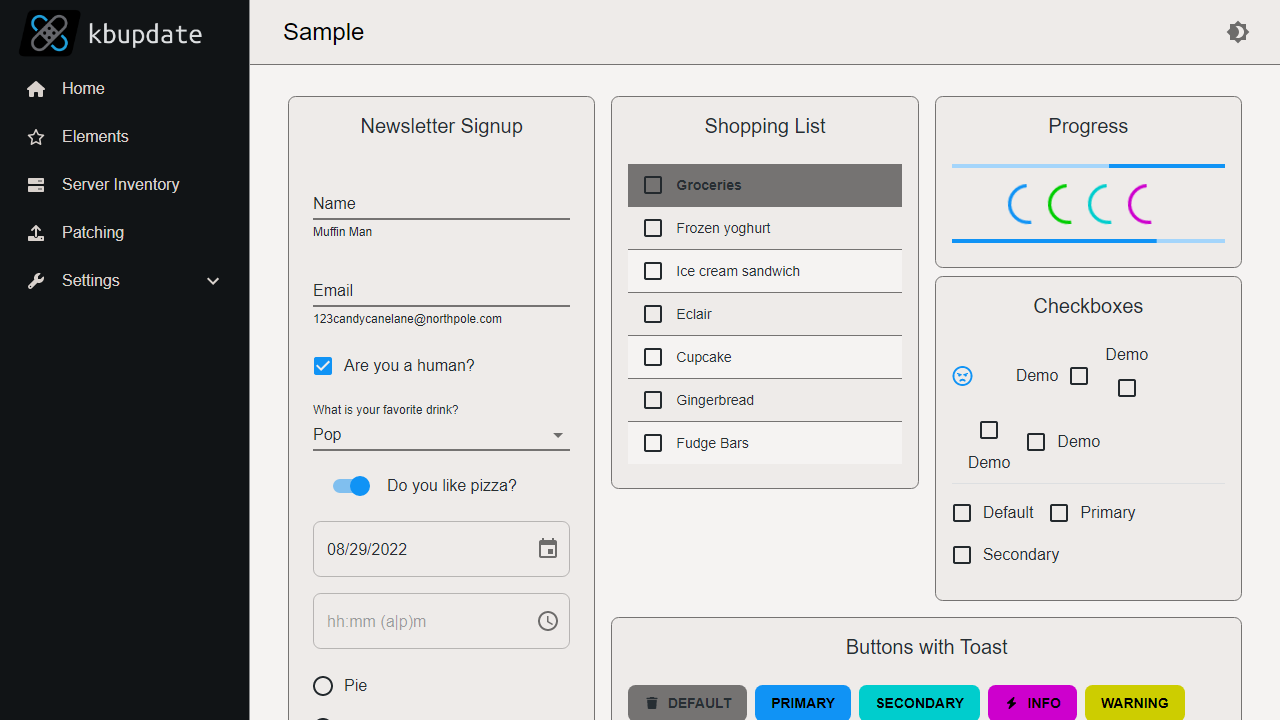 kbupdate
Home
Elements
Server Inventory
Patching
Settings
Sample
Newsletter Signup
Name
Muffin Man
Email
123candycanelane@northpole.com
Are you a human?
What is your favorite drink?
Pop
Do you like pizza?
08/29/2022
hh:mm (a|p)m
Pie
Shopping List
Groceries
Frozen yoghurt
Ice cream sandwich
Eclair
Cupcake
Gingerbread
Fudge Bars
Progress
Checkboxes
Demo
Demo
Demo
Demo
Default Primary
Secondary
Buttons with Toast
DEFAULT PRIMARY SECONDARY INFO WARNING